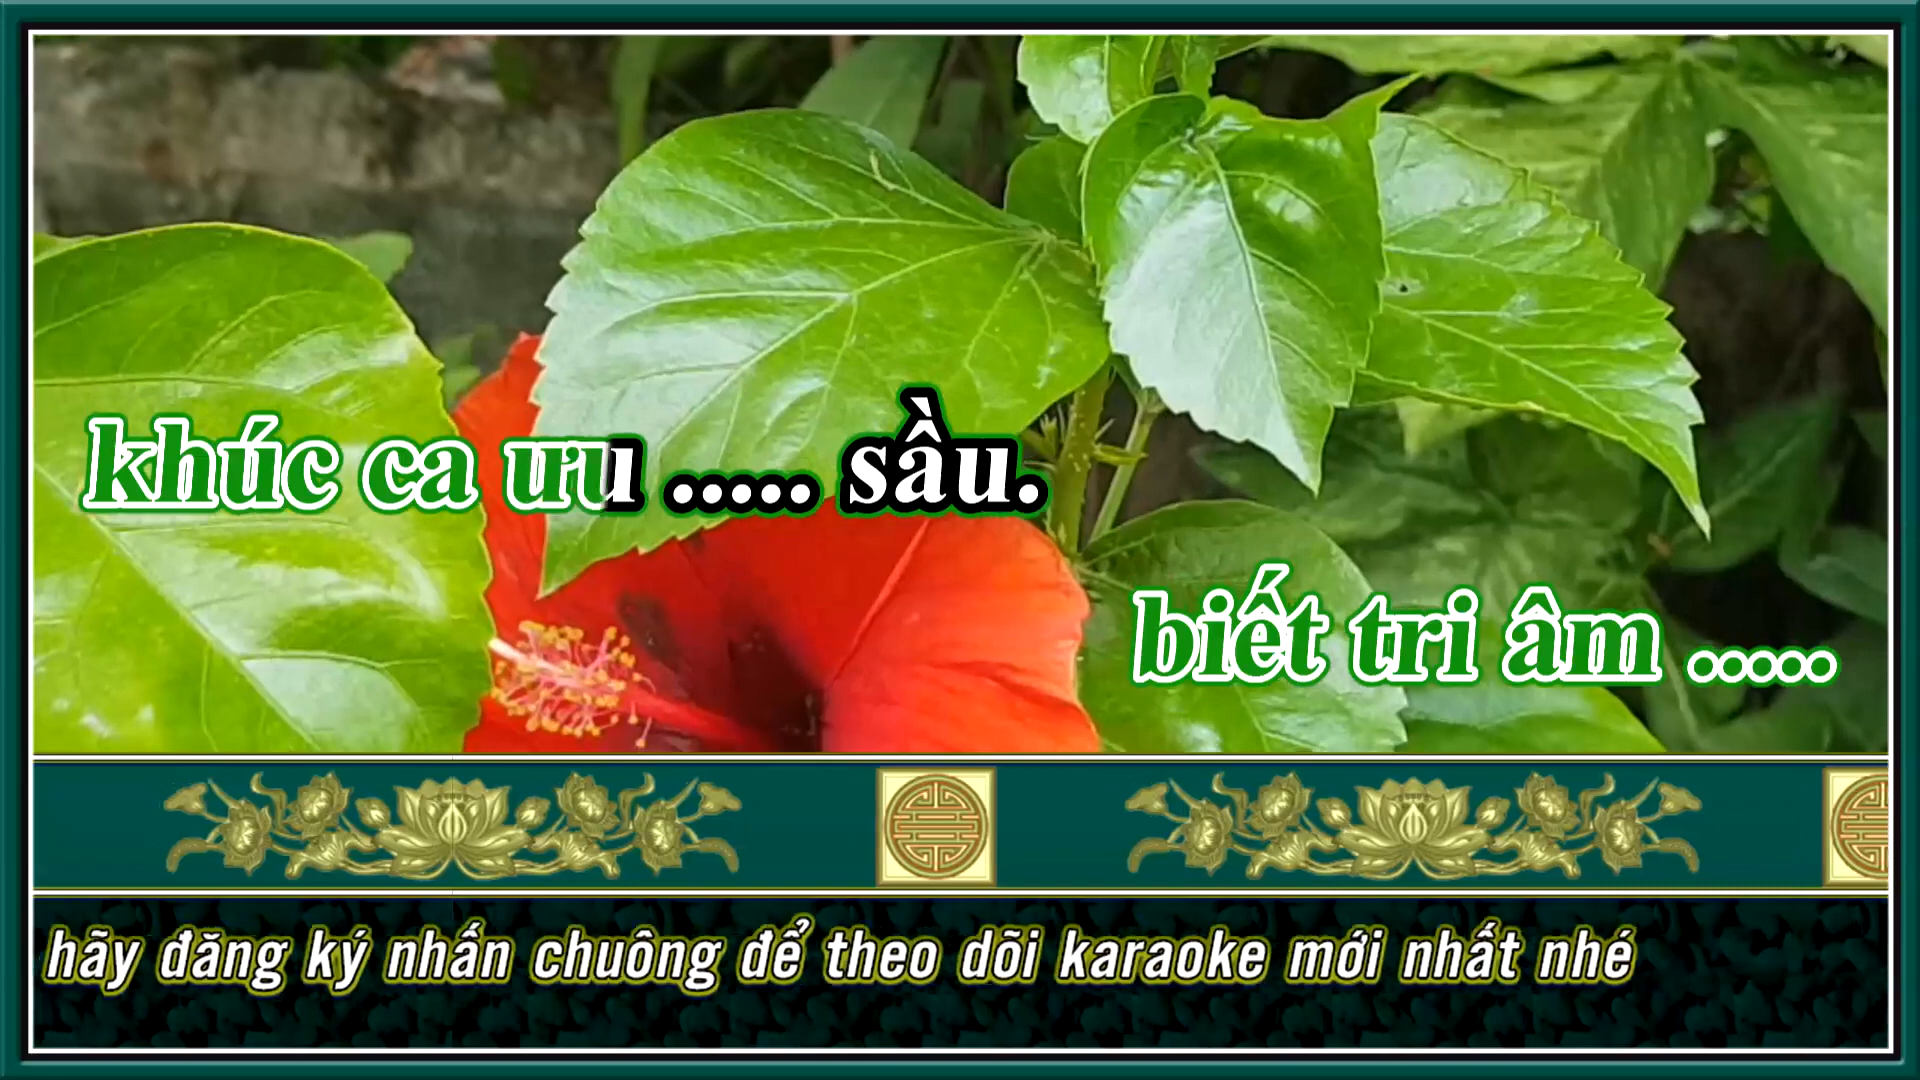 khúc ca ưu ..... sầu.
biết tri âm .....
hãy đăng ký nhấn chuông để theo dõi karaoke mới nhất nhé